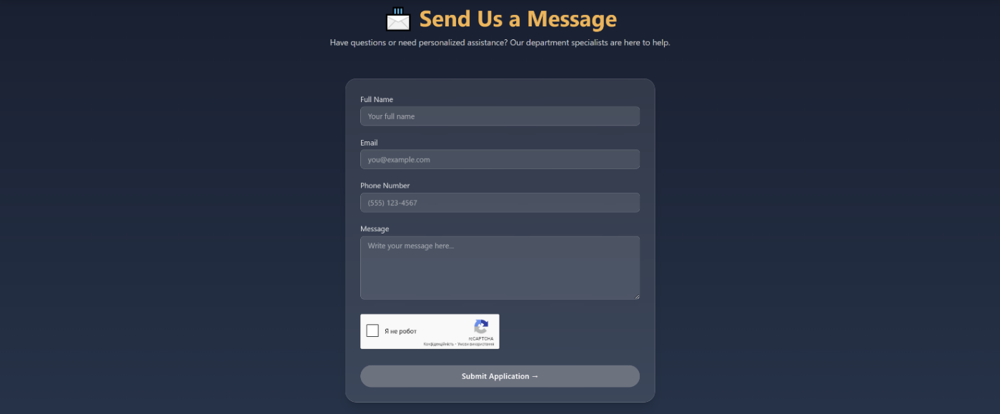 Send Us a Message
Have questions or need personalized assistance? Our department specialists are here to help.
Full Name
Your full name
Email
you@example.com
Phone Number
(555) 123-4567
Message
Write your message here...
Я не робот
reCAPTCHA
Конфіденційність - Умови використання
Submit Application →